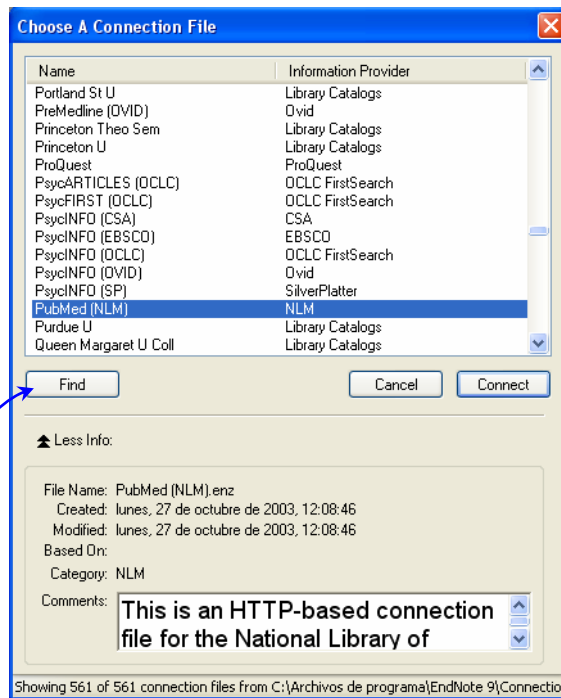 Choose A Connection File
Name Information Provider
Portland St U Library Catalogs
PreMedline (OVID) Ovid
Princeton Theo Sem Library Catalogs
Princeton U Library Catalogs
ProQuest ProQuest
PsycARTICLES (OCLC) OCLC FirstSearch
PsycFIRST (OCLC) OCLC FirstSearch
PsycINFO (CSA) CSA
PsycINFO (EBSCO) EBSCO
PsycINFO (OCLC) OCLC FirstSearch
PsycINFO (OVID) Ovid
PsycINFO (SP) SilverPlatter
PubMed (NLM) NLM
Purdue U Library Catalogs
Queen Margaret U Coll Library Catalogs
Find Cancel Connect
Less Info:
File Name: PubMed (NLM).enz
Created: lunes, 27 de octubre de 2003, 12:08:46
Modified: lunes, 27 de octubre de 2003, 12:08:46
Based On:
Category: NLM
Comments: This is an HTTP-based connection
file for the National Library of
Showing 561 of 561 connection files from C:\Archivos de programa\EndNote 9\Connectio